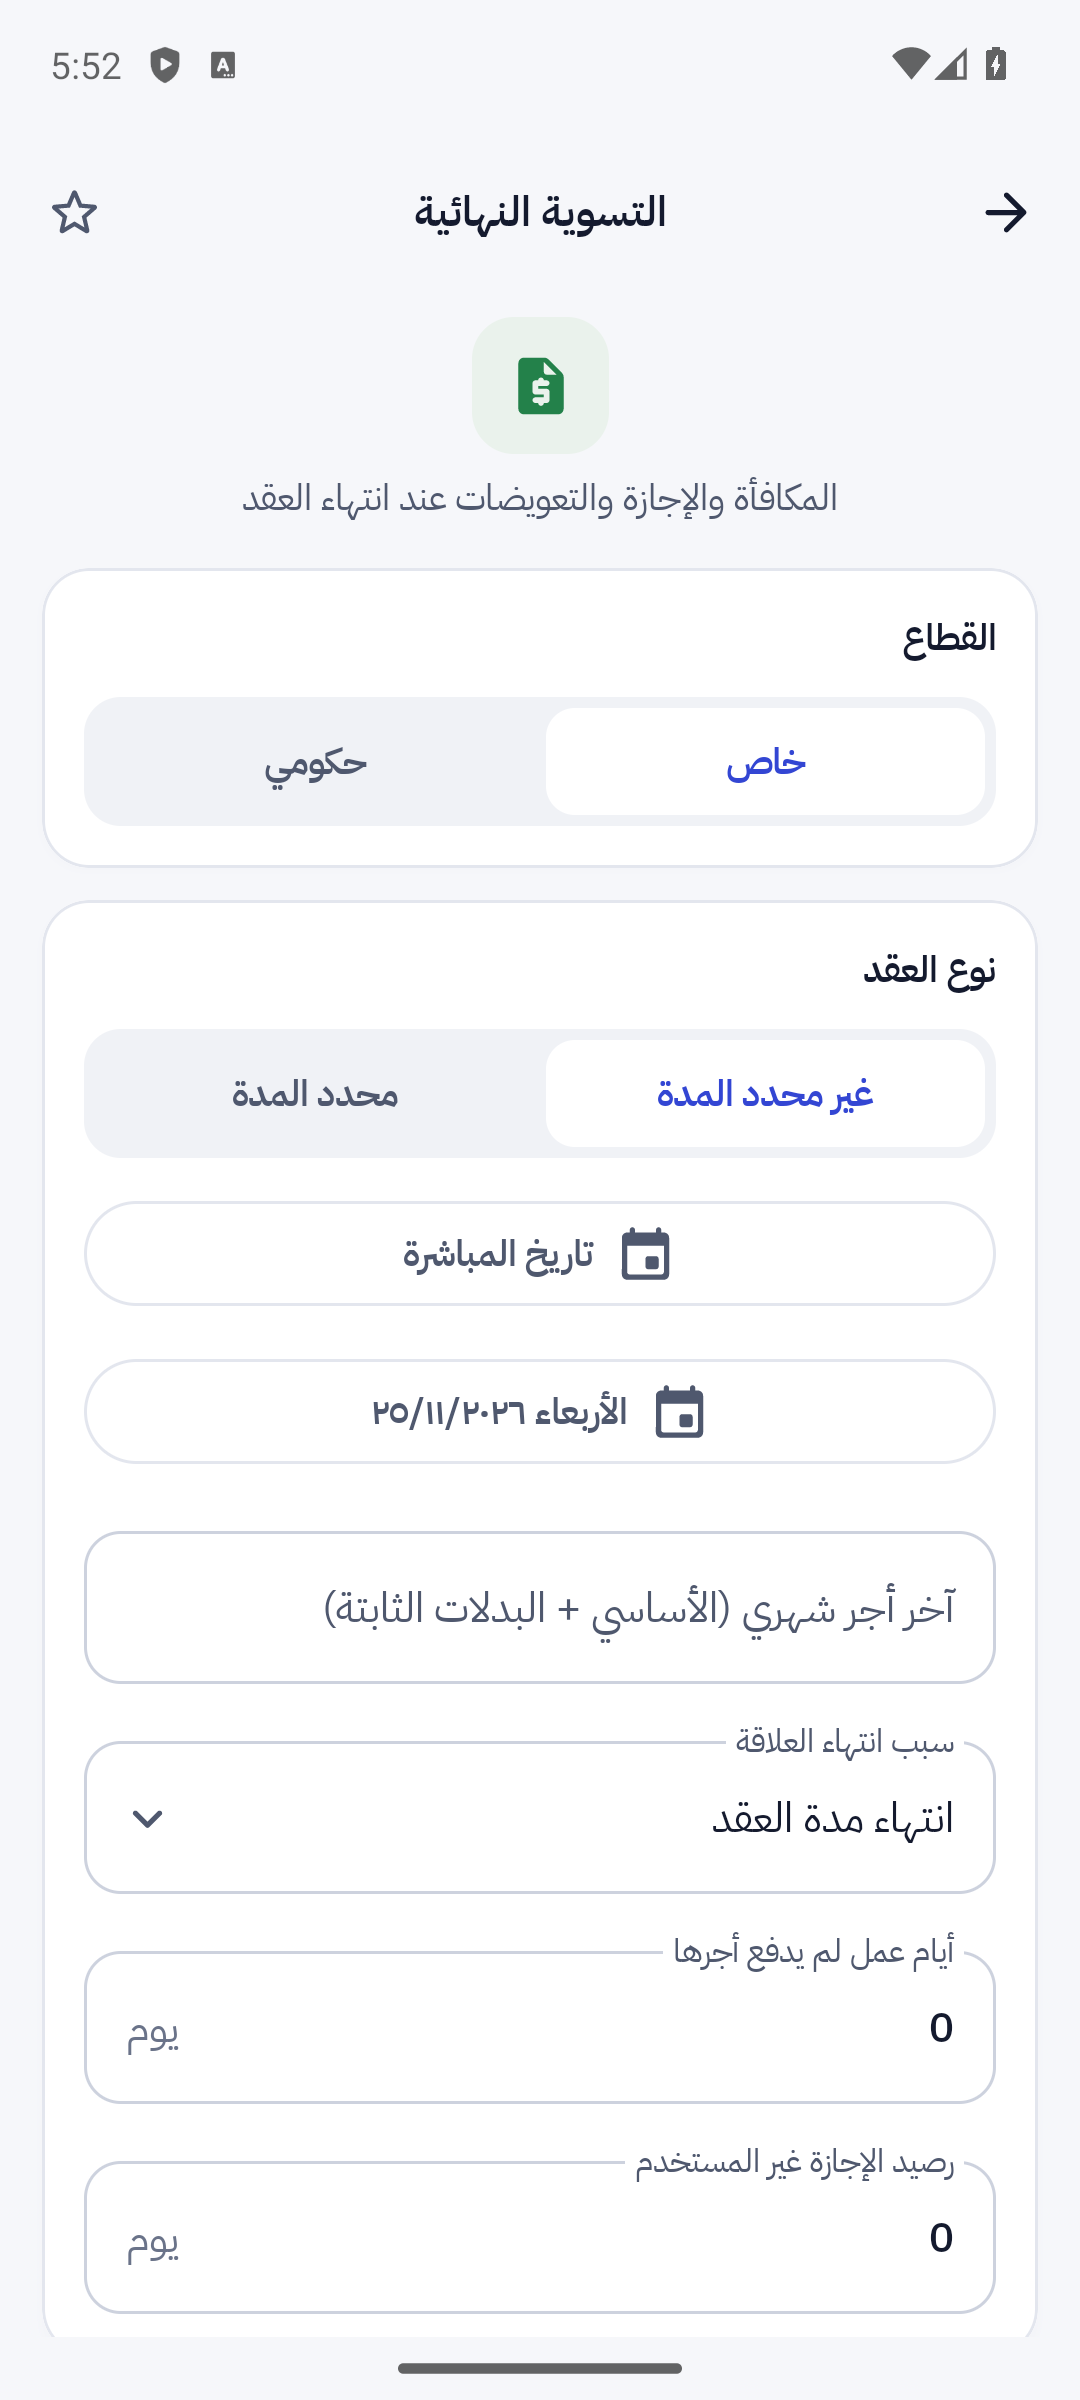 5:52
التسوية النهائية
المكافأة والإجازة والتعويضات عند انتهاء العقد
القطاع
خاص
حكومي
نوع العقد
غير محدد المدة
محدد المدة
تاريخ المباشرة
الأربعاء ٢٥/١١/٢٠٢٦
آخر أجر شهري (الأساسي + البدلات الثابتة)
سبب انتهاء العلاقة
انتهاء مدة العقد
أيام عمل لم يدفع أجرها
0 يوم
رصيد الإجازة غير المستخدم
0 يوم